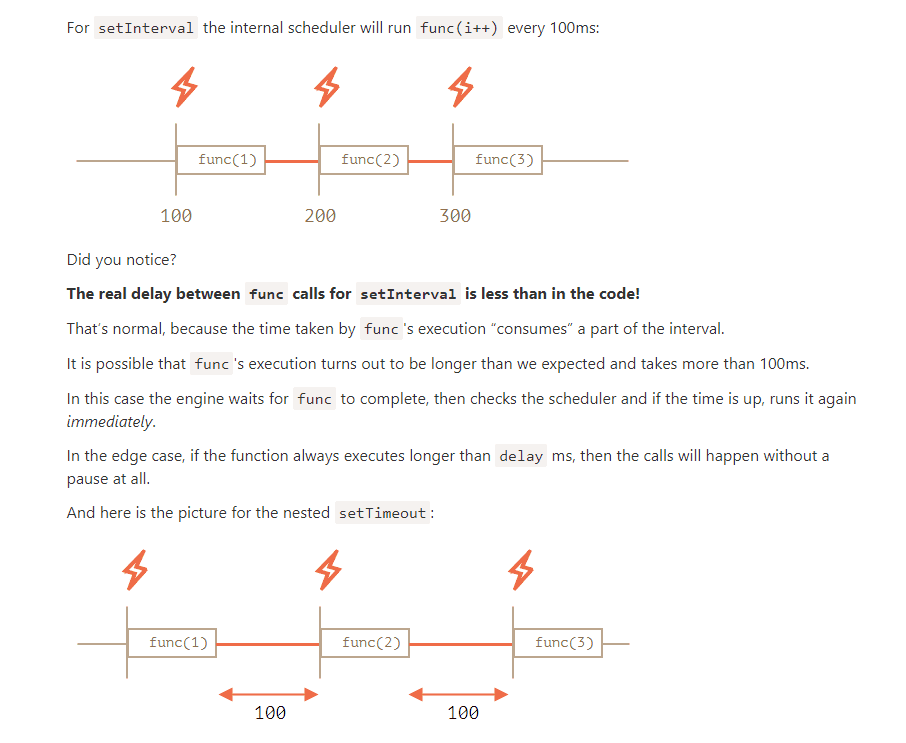 For setInterval the internal scheduler will run func(i++) every 100ms:
func(1) func(2) func(3)
100 200 300
Did you notice?
The real delay between func calls for setInterval is less than in the code!
That's normal, because the time taken by func 's execution “consumes” a part of the interval.
It is possible that func 's execution turns out to be longer than we expected and takes more than 100ms.
In this case the engine waits for func to complete, then checks the scheduler and if the time is up, runs it again
immediately.
In the edge case, if the function always executes longer than delay ms, then the calls will happen without a
pause at all.
And here is the picture for the nested setTimeout:
func(1) func(2) func(3)
100 100